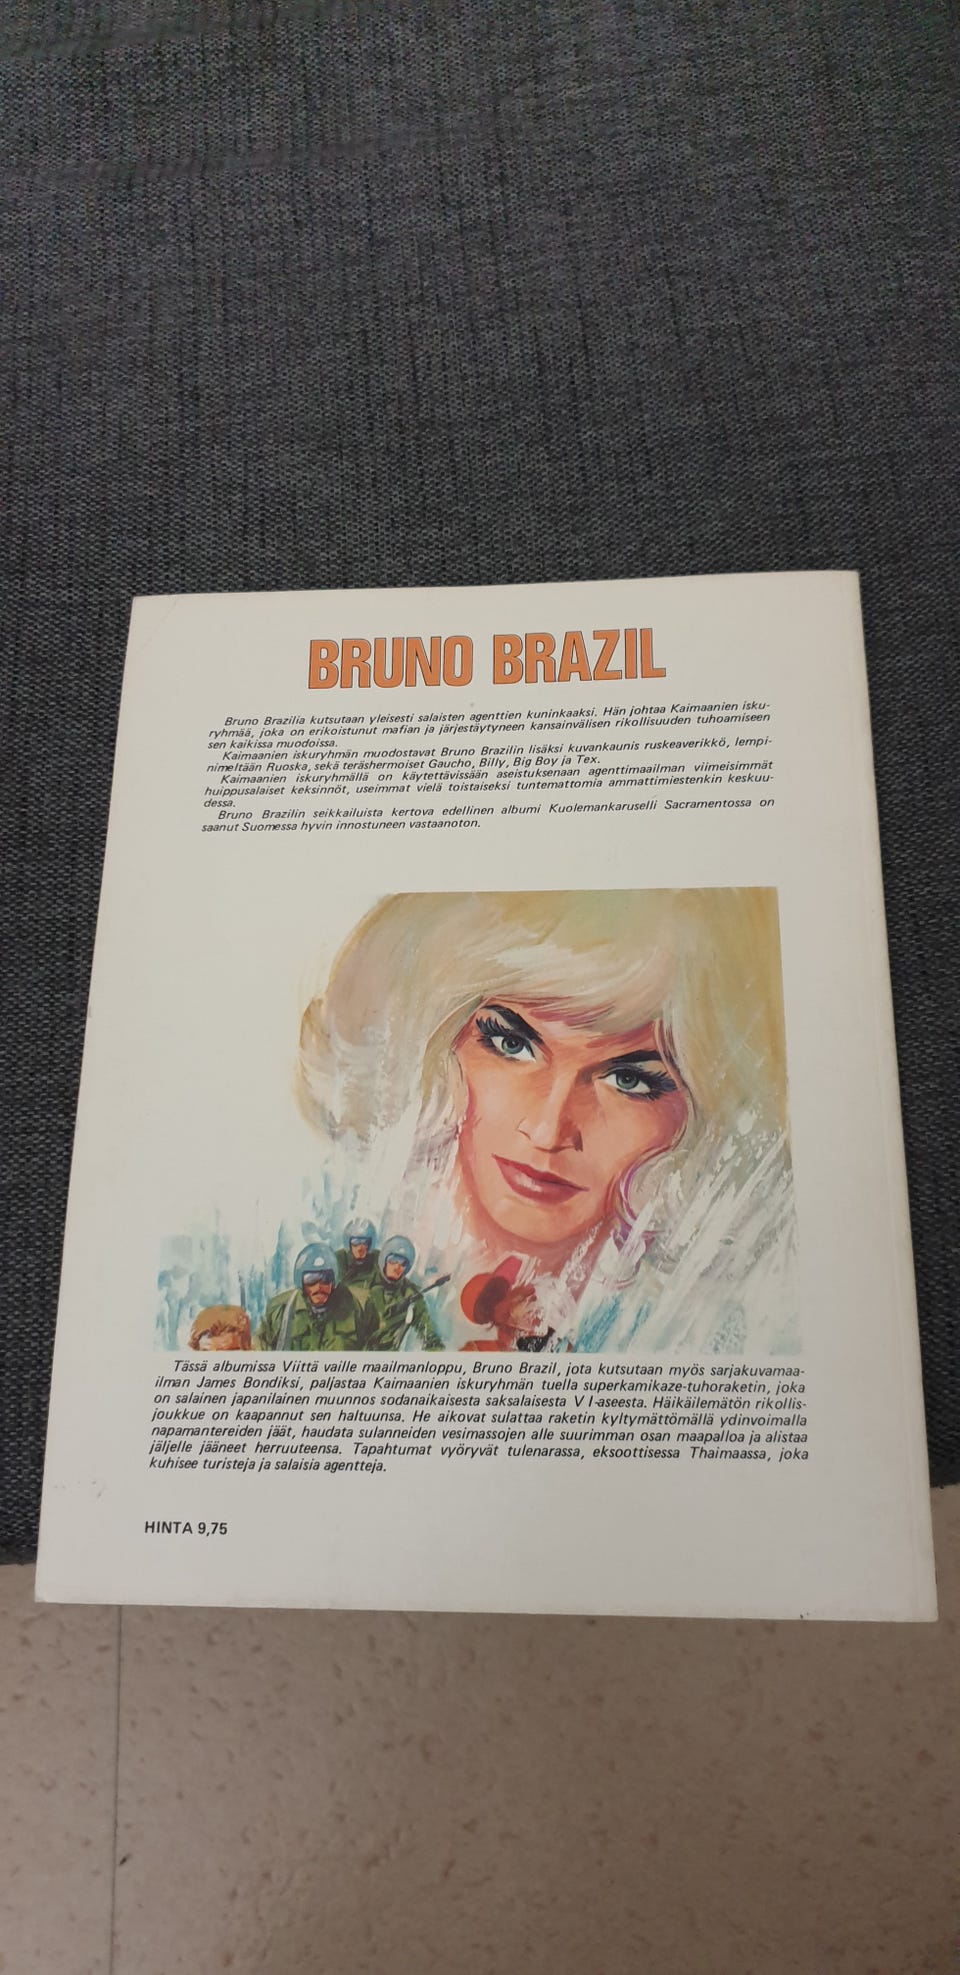 BRUNO BRAZIL
Bruno Brazilia kutsutaan yleisesti salaisten agenttien kuninkaaksi. Hän johtaa Kaimaanien isku-
ryhmää, joka on erikoistunut mafian ja järjestäytyneen kansainvälisen rikollisuuden tuhoamiseen
sen kaikissa muodoissa.
Kaimaanien iskuryhmän muodostavat Bruno Brazilin lisäksi kuvankaunis ruskeaverikkö, lempi-
nimeltään Ruoska, sekä teräshermoiset Gaucho, Billy, Big Boy ja Tex.
Kaimaanien iskuryhmällä on käytettävissään aseistuksenaan agenttimaailman viimeisimmät
huippusalaiset keksinnöt, useimmat vielä toistaiseksi tuntemattomia ammattimiestenkin keskuu-
dessa.
Bruno Brazilin seikkailuista kertova edellinen albumi Kuolemankaruselli Sacramentossa on
saanut Suomessa hyvin innostuneen vastaanoton.
Tässä albumissa Viittä vaille maailmanloppu, Bruno Brazil, jota kutsutaan myös sarjakuvamaa-
ilman James Bondiksi, paljastaa Kaimaanien iskuryhmän tuella superkamikaze-tuhoraketin, joka
on salainen japanilainen muunnos sodanaikaisesta saksalaisesta V I-aseesta. Häikäilemätön rikollis-
joukkue on kaapannut sen haltuunsa. He aikovat sulattaa raketin kyltymättömällä ydinvoimalla
napamantereiden jäät, haudata sulanneiden vesimassojen alle suurimman osan maapalloa ja alistaa
jäljelle jääneet herruuteensa. Tapahtumat vyöryvät tulenarassa, eksoottisessa Thaimaassa, joka
kuhisee turisteja ja salaisia agentteja.
HINTA 9,75